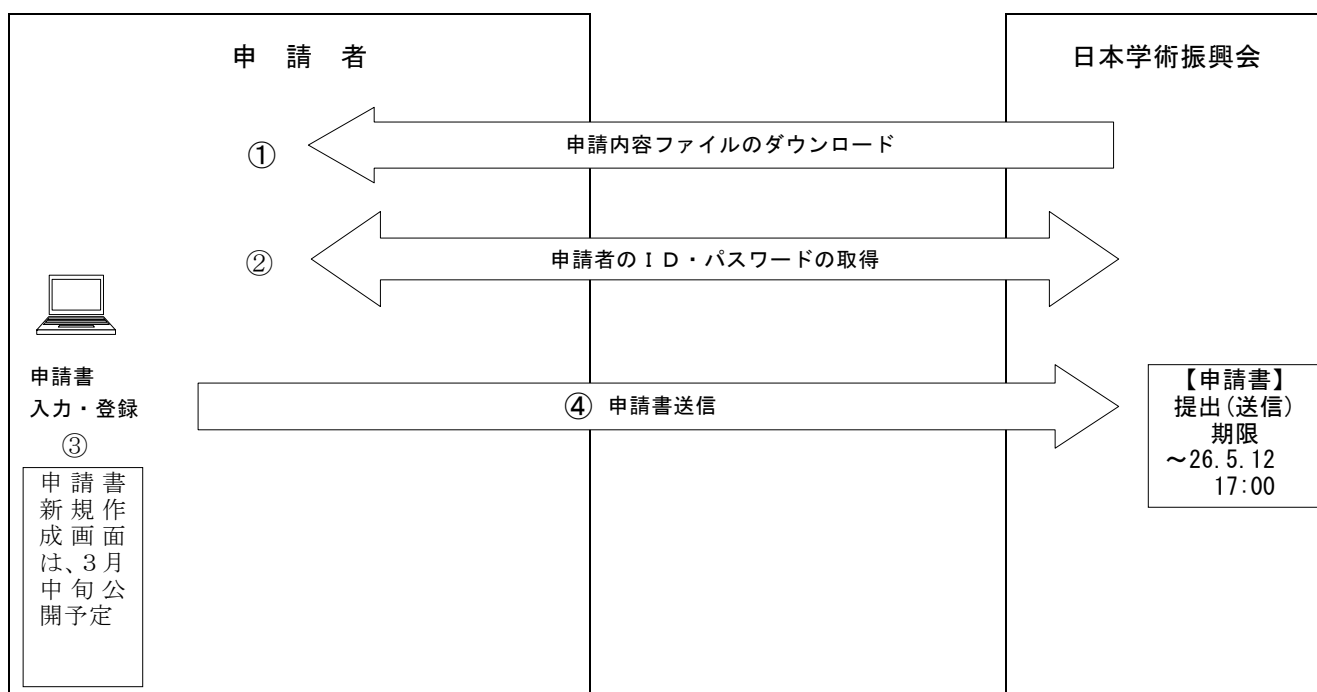 申 請 者
日本学術振興会
① 申請内容ファイルのダウンロード
② 申請者のＩＤ・パスワードの取得
申請書
入力・登録
③
④ 申請書送信
申請書
新規作
成画面
は、３月
中旬公
開予定
【申請書】
提出(送信)
期限
～26.5.12
17:00